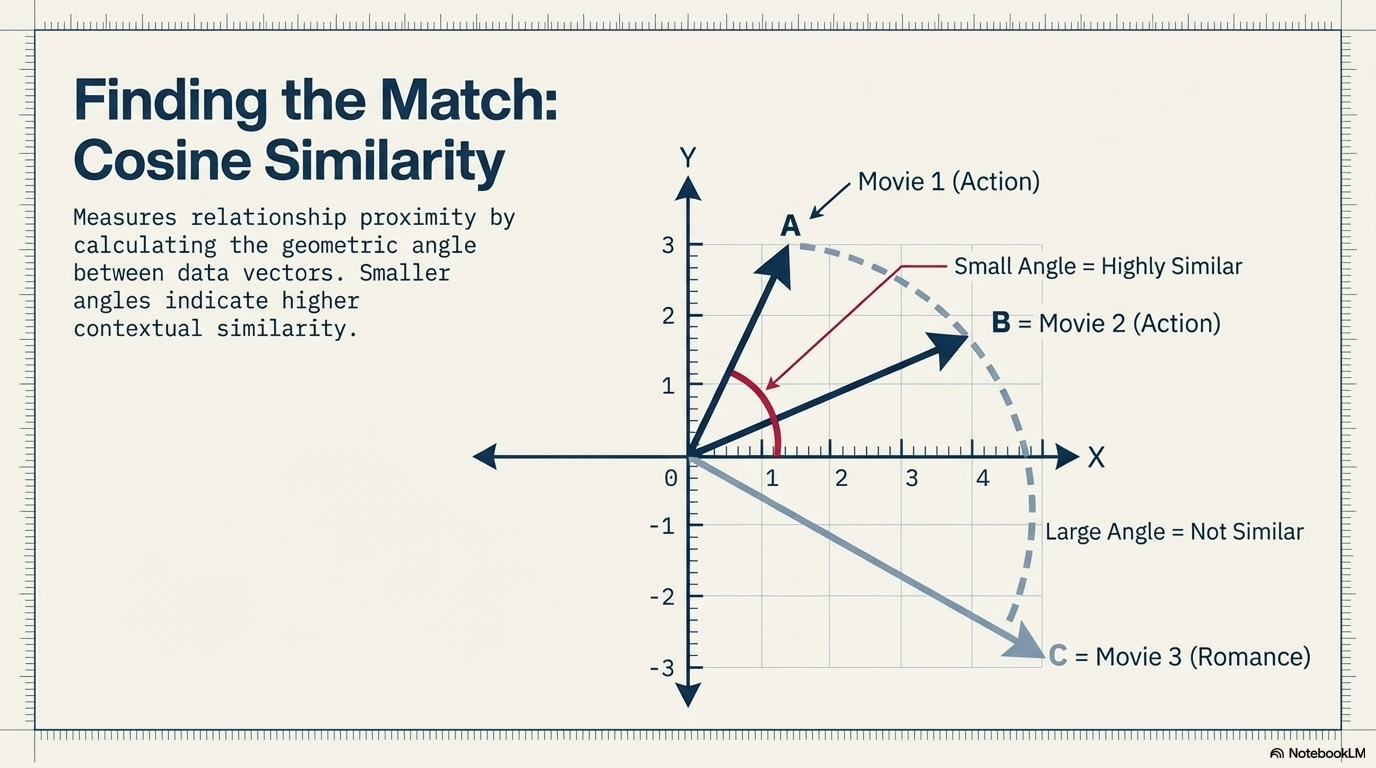 Finding the Match:
Cosine Similarity
Measures relationship proximity by
calculating the geometric angle
between data vectors. Smaller
angles indicate higher
contextual similarity.
Y
Movie 1 (Action)
A
3
Small Angle = Highly Similar
2
B = Movie 2 (Action)
1
X
0 1 2 3 4
-1
Large Angle = Not Similar
-2
C = Movie 3 (Romance)
-3
NotebookLM